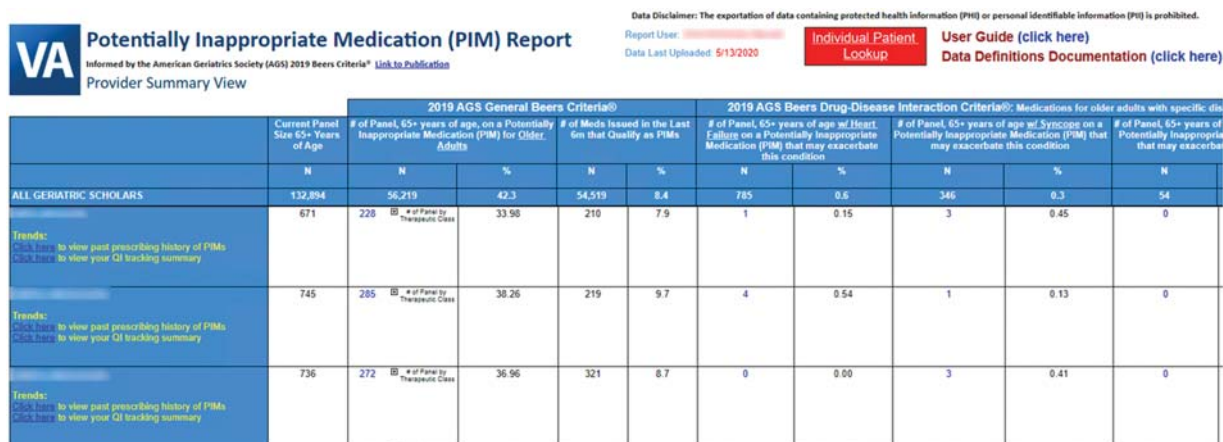 Data Disclaimer: The exportation of data containing protected health information (PHI) or personal identifiable information (PII) is prohibited.
VA
Potentially Inappropriate Medication (PIM) Report
Informed by the American Geriatrics Society (AGS) 2019 Beers Criteria® Link to Publication
Provider Summary View
Report User:
Data Last Uploaded: 5/13/2020
Individual Patient
Lookup
User Guide (click here)
Data Definitions Documentation (click here)
2019 AGS General Beers Criteria®
2019 AGS Beers Drug-Disease Interaction Criteria®: Medications for older adults with specific dis
Current Panel
Size 65+ Years
of Age
# of Panel, 65+ years of age, on a Potentially
Inappropriate Medication (PIM) for Older
Adults
# of Meds Issued in the Last
6m that Qualify as PIMs
# of Panel, 65+ years of age w/ Heart
Failure on a Potentially Inappropriate
Medication (PIM) that may exacerbate
this condition
# of Panel, 65+ years of age w/ Syncope on a
Potentially Inappropriate Medication (PIM) that
may exacerbate this condition
# of Panel, 65+ years of
Potentially Inappropria
that may exacerba
N N % N % N % N % N
ALL GERIATRIC SCHOLARS 132,894 56,219 42.3 54,519 8.4 785 0.6 346 0.3 54
671 228 # of Panel by 33.98 210 7.9 1 0.15 3 0.45 0
Therapeutic Class
Trends:
Click here to view past prescribing history of PIMs
Click here to view your QI tracking summary
745 285 # of Panel by 38.26 219 9.7 4 0.54 1 0.13 0
Therapeutic Class
Trends:
Click here to view past prescribing history of PIMs
Click here to view your QI tracking summary
736 272 # of Panel by 36.96 321 8.7 0 0.00 3 0.41 0
Therapeutic Class
Trends:
Click here to view past prescribing history of PIMs
Click here to view your QI tracking summary